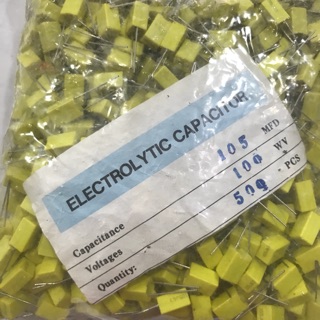 ELECTROLYTIC CAPACITOR
Capacitance 105 MFD
Voltages 100 WV
Quantity: 500 PCS